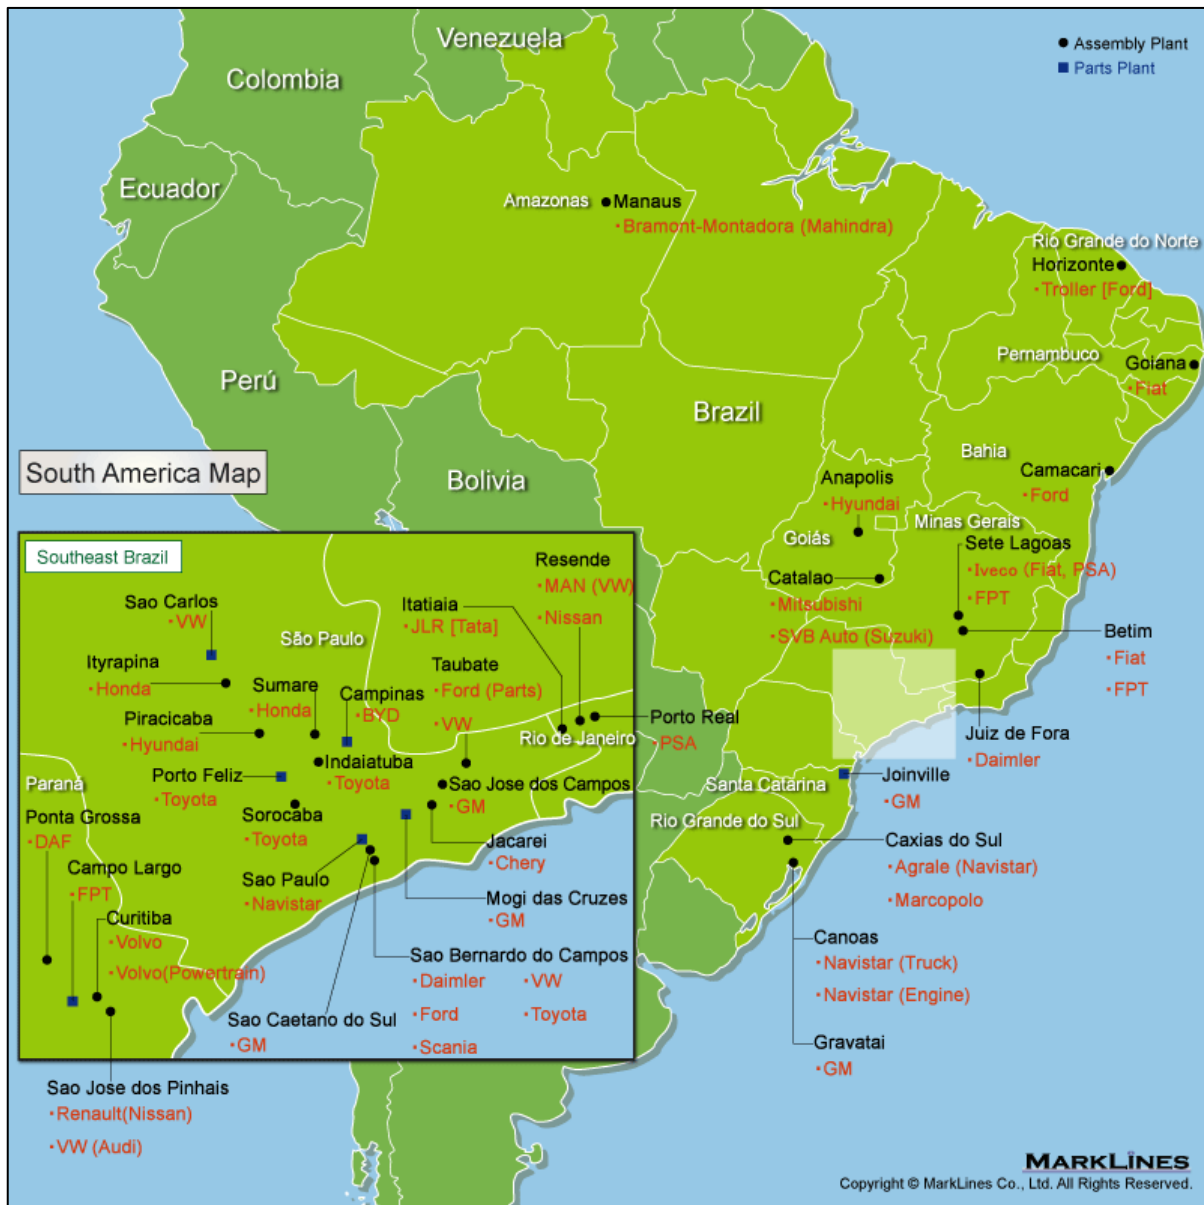 Venezuela
Colombia
Ecuador
Perú
Bolivia
Brazil
Assembly Plant
Parts Plant
Amazonas
Manaus
・Bramont-Montadora (Mahindra)
Rio Grande do Norte
Horizonte
・Troller [Ford]
Pernambuco
Goiana
・Fiat
Bahia
Camacari
・Ford
Anapolis
・Hyundai
Goiás
Minas Gerais
Sete Lagoas
・Iveco (Fiat, PSA)
・FPT
Catalao
・Mitsubishi
・SVB Auto (Suzuki)
Betim
・Fiat
・FPT
Juiz de Fora
・Daimler
Joinville
・GM
Santa Catarina
Rio Grande do Sul
Caxias do Sul
・Agrale (Navistar)
・Marcopolo
Canoas
・Navistar (Truck)
・Navistar (Engine)
Gravatai
・GM
South America Map
Southeast Brazil
Resende
・MAN (VW)
・Nissan
Itatiaia
・JLR [Tata]
Sao Carlos
・VW
São Paulo
Ityrapina
・Honda
Sumare
・Honda
Campinas
・BYD
Taubate
・Ford (Parts)
・VW
Piracicaba
・Hyundai
Porto Real
・PSA
Rio de Janeiro
Indaiatuba
・Toyota
Porto Feliz
・Toyota
Sao Jose dos Campos
・GM
Paraná
Ponta Grossa
・DAF
Sorocaba
・Toyota
Jacarei
・Chery
Campo Largo
・FPT
Sao Paulo
・Navistar
Mogi das Cruzes
・GM
Curitiba
・Volvo
・Volvo(Powertrain)
Sao Bernardo do Campos
・Daimler ・VW
・Ford ・Toyota
・Scania
Sao Caetano do Sul
・GM
Sao Jose dos Pinhais
・Renault(Nissan)
・VW (Audi)
MARKLINES
Copyright © MarkLines Co., Ltd. All Rights Reserved.